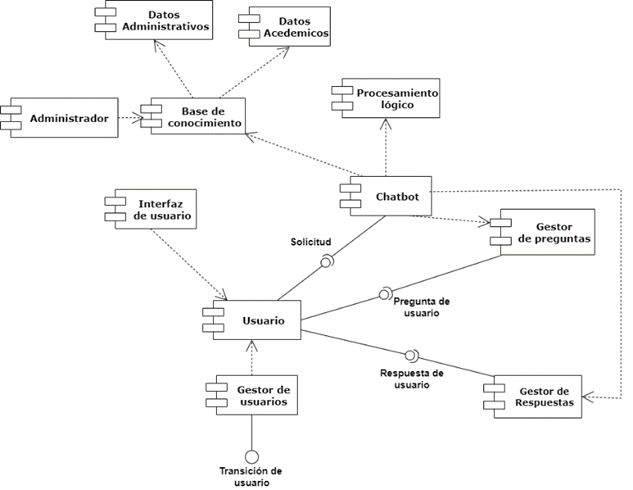 Datos
Administrativos
Datos
Acedemicos
Procesamiento
lógico
Administrador
Base de
conocimiento
Chatbot
Interfaz
de usuario
Gestor
de preguntas
Solicitud
Pregunta de
usuario
Usuario
Respuesta de
usuario
Gestor de
usuarios
Gestor de
Respuestas
Transición de
usuario